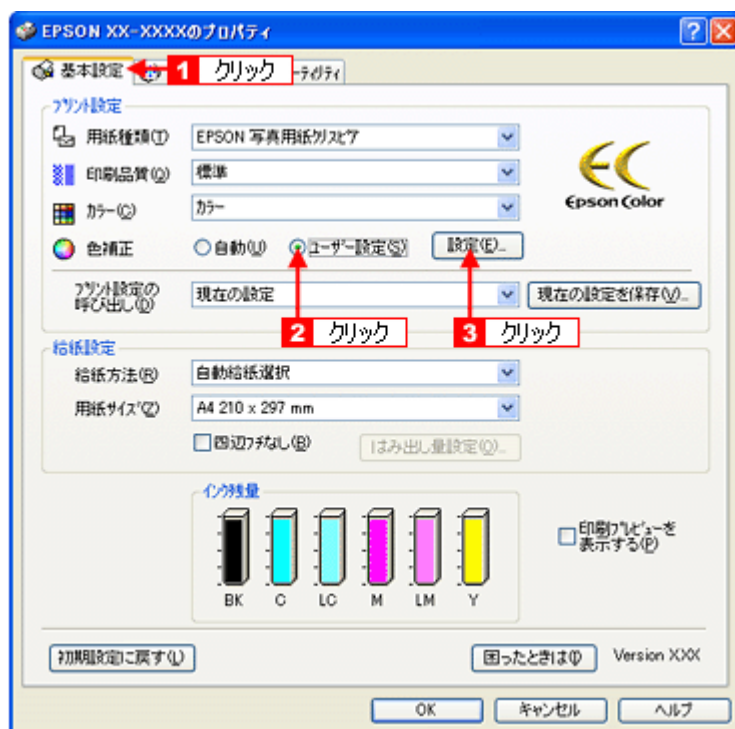 EPSON XX-XXXXのプロパティ
基本設定
1 クリック
ーティリティ
プリント設定
用紙種類(T) EPSON 写真用紙クリスピア
印刷品質(Q) 標準
カラー(C) カラー
Epson Color
色補正 自動(U) ユーザー設定(S) 設定(E)...
プリント設定の
呼び出し(D) 現在の設定 現在の設定を保存(V)...
2 クリック 3 クリック
給紙設定
給紙方法(R) 自動給紙選択
用紙サイズ(Z) A4 210 x 297 mm
四辺フチなし(B) はみ出し量設定(O)...
インク残量
BK C LC M LM Y
印刷プレビューを
表示する(P)
初期設定に戻す(L) 困ったときは(I) Version XXX
OK キャンセル ヘルプ